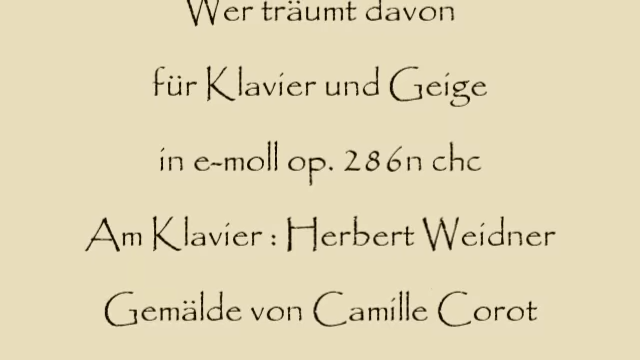 Wer träumt davon
für Klavier und Geige
in e-moll op. 286n chc
Am Klavier : Herbert Weidner
Gemälde von Camille Corot